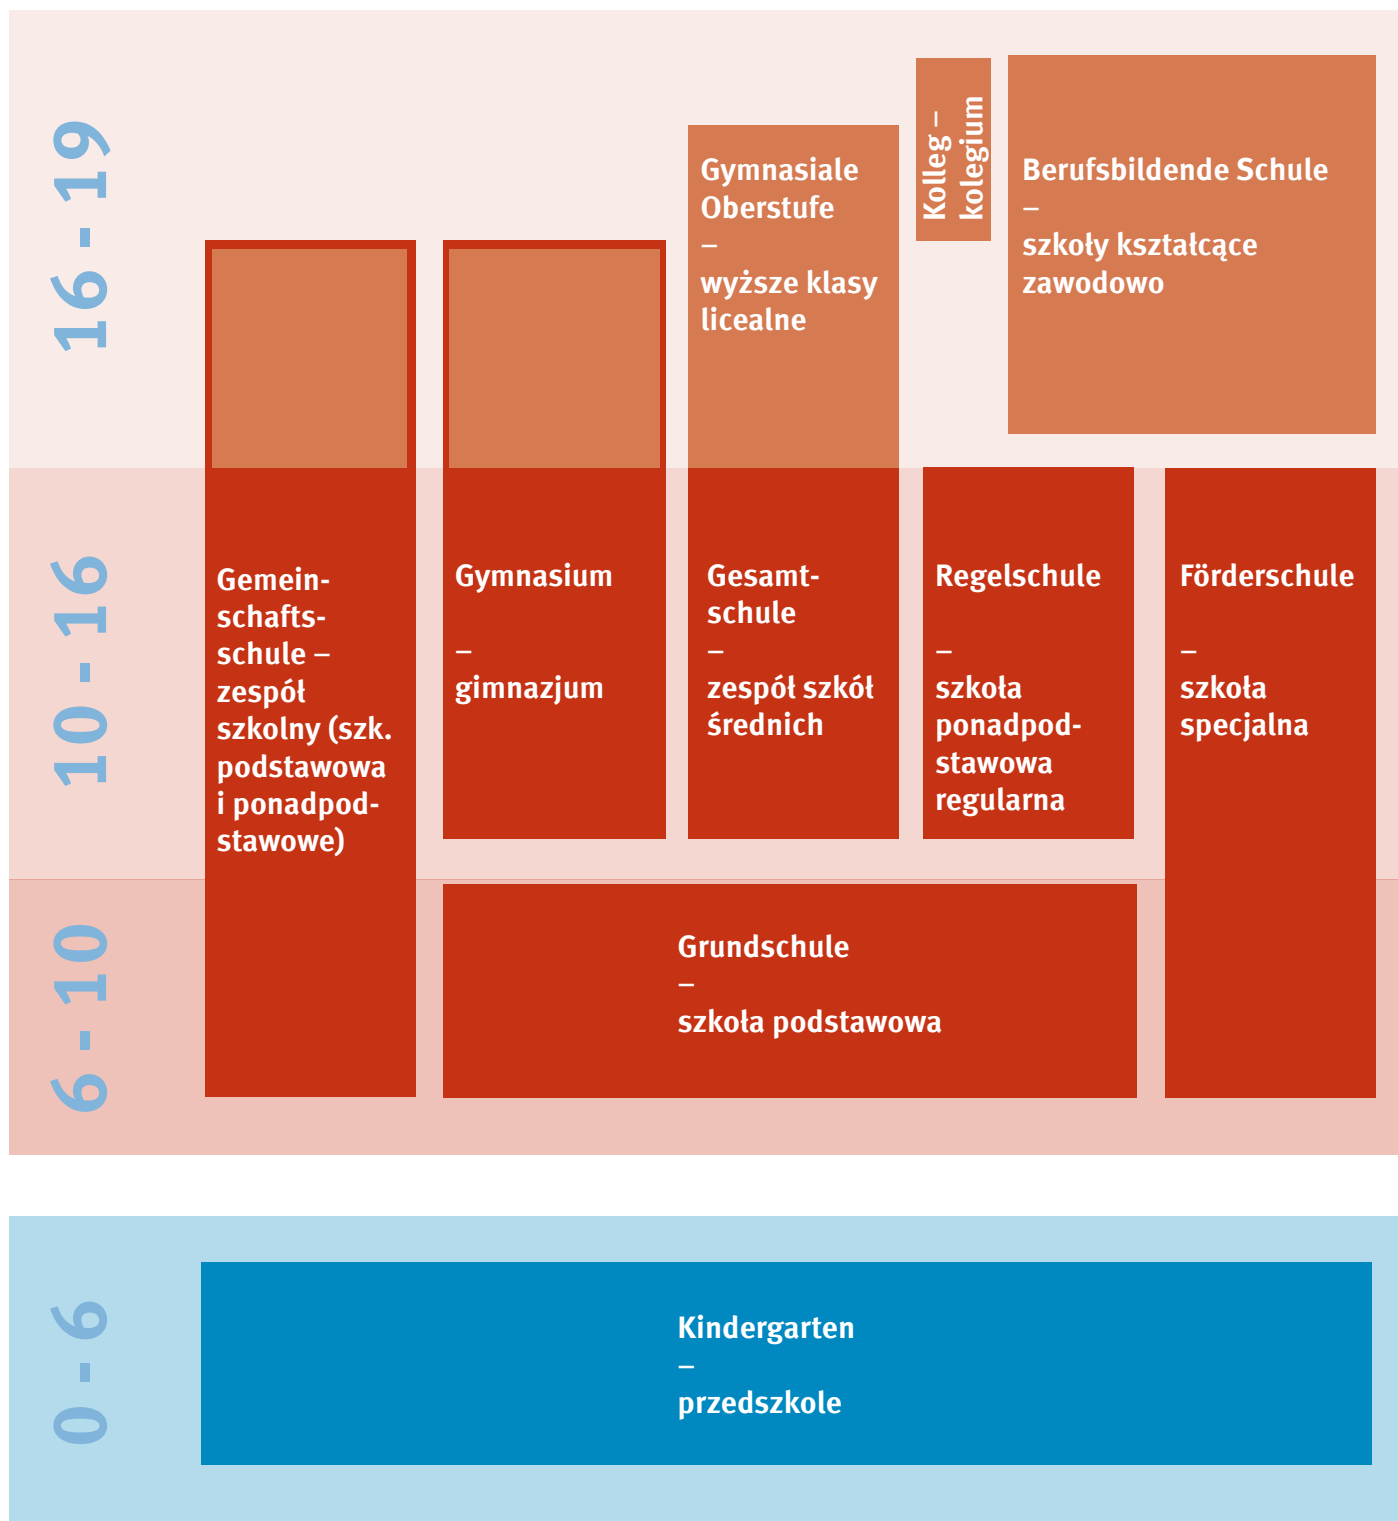 16 - 19
Gymnasiale
Oberstufe
–
wyższe klasy
licealne
Kolleg –
kolegium
Berufsbildende Schule
–
szkoły kształcące
zawodowo
10 - 16
Gemein-
schafts-
schule –
zespół
szkolny (szk.
podstawowa
i ponadpod-
stawowe)
Gymnasium
–
gimnazjum
Gesamt-
schule
–
zespół szkół
średnich
Regelschule
–
szkoła
ponadpod-
stawowa
regularna
Förderschule
–
szkoła
specjalna
6 - 10
Grundschule
–
szkoła podstawowa
0 - 6
Kindergarten
–
przedszkole